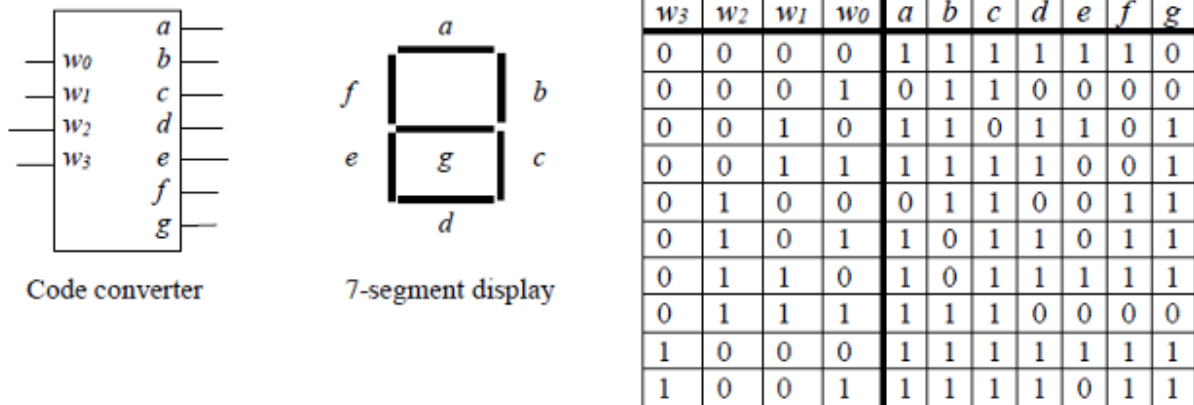 a
w0 b
w1 c
w2 d
w3 e
f
g
Code converter
a
f b
e g c
d
7-segment display
w3 w2 w1 w0 a b c d e f g
0 0 0 0 1 1 1 1 1 1 0
0 0 0 1 0 1 1 0 0 0 0
0 0 1 0 1 1 0 1 1 0 1
0 0 1 1 1 1 1 1 0 0 1
0 1 0 0 0 1 1 0 0 1 1
0 1 0 1 1 0 1 1 0 1 1
0 1 1 0 1 0 1 1 1 1 1
0 1 1 1 1 1 1 0 0 0 0
1 0 0 0 1 1 1 1 1 1 1
1 0 0 1 1 1 1 1 0 1 1